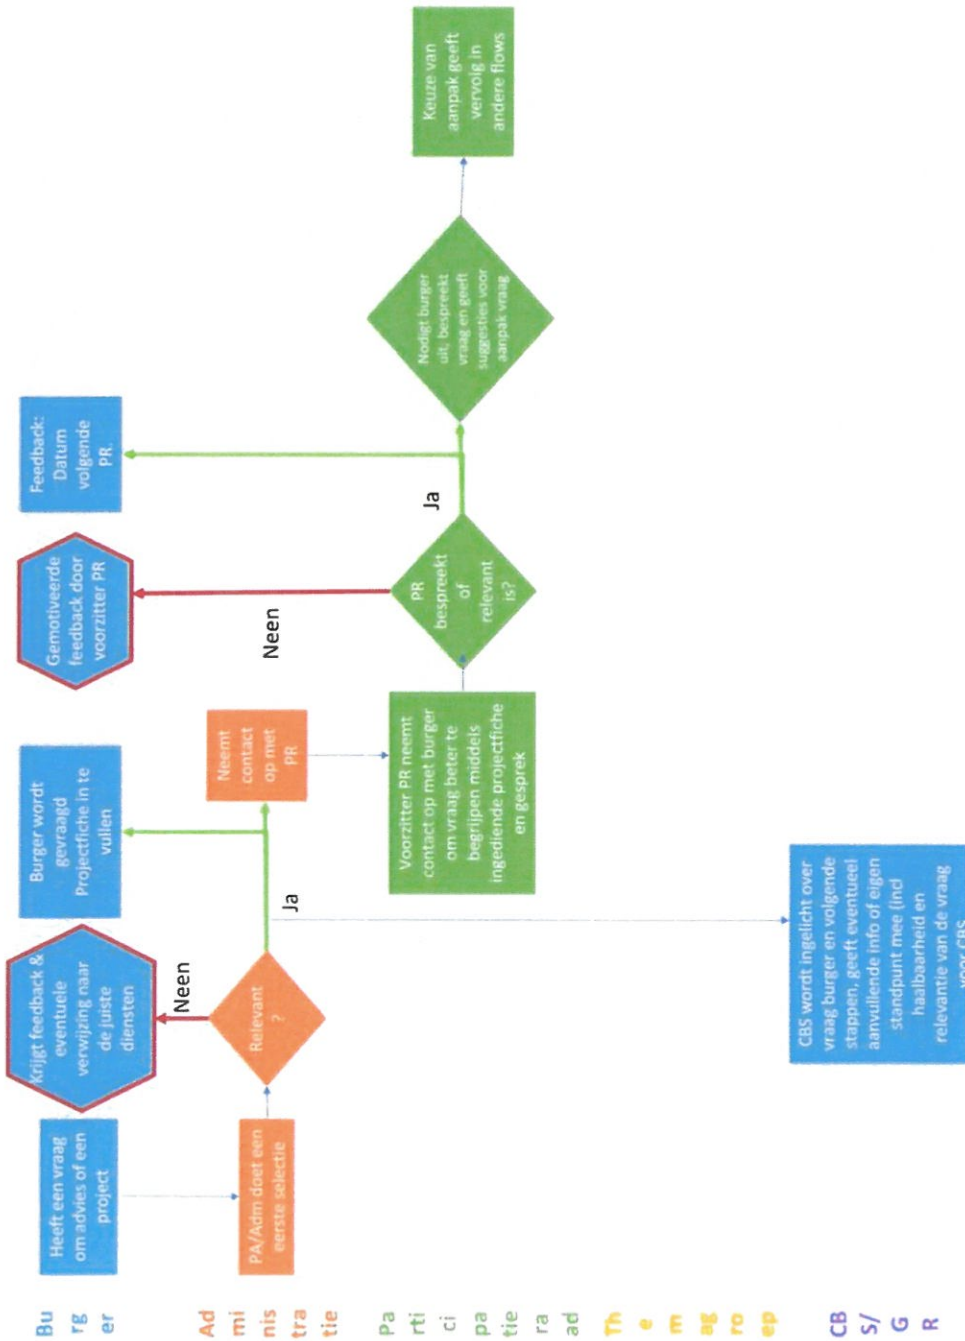 Bu
rg
er
Heeft een vraag
om advies of een
project
Krijgt feedback &
eventuele
verwijzing naar
de juiste
diensten
Burger wordt
gevraagd
Projectfiche in te
vullen
Gemotiveerde
feedback door
voorzitter PR
Feedback:
Datum
volgende
PR.
Ad
mi
nis
tra
tie
PA/Adm doet een
eerste selectie
Relevant
?
Neen
Ja
Neemt
contact
op met
PR
Pa
rti
ci
pa
tie
ra
ad
Voorzitter PR neemt
contact op met burger
om vraag beter te
begrijpen middels
ingediende projectfiche
en gesprek
PR
bespreekt
of
relevant
is?
Neen
Ja
Nodigt burger
uit, bespreekt
vraag en geeft
suggesties voor
aanpak vraag
Keuze van
aanpak geeft
vervolg in
andere flows
Th
e
m
ag
ro
ep
CB
S/
G
R
CBS wordt ingelicht over
vraag burger en volgende
stappen, geeft eventueel
aanvullende info of eigen
standpunt mee (incl
haalbaarheid en
relevantie van de vraag
voor CBS